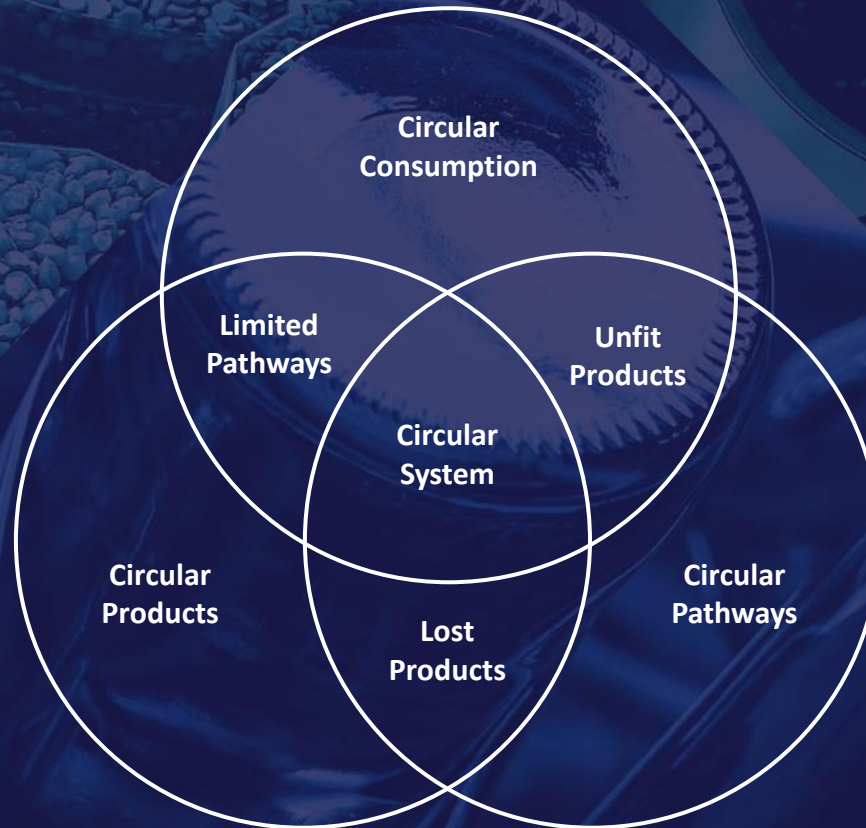 Circular
Consumption
Limited
Pathways
Unfit
Products
Circular
System
Circular
Products
Circular
Pathways
Lost
Products